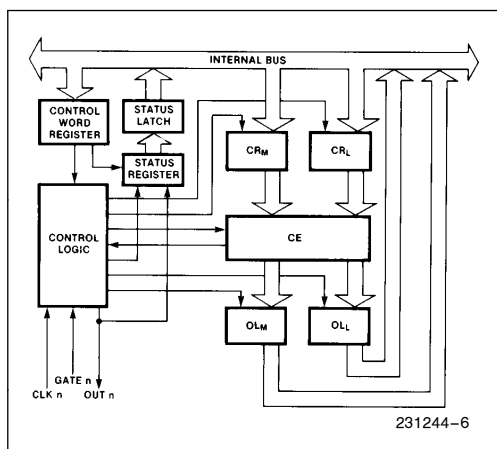 INTERNAL BUS
CONTROL
WORD
REGISTER
STATUS
LATCH
STATUS
REGISTER
CRM
CRL
CONTROL
LOGIC
CE
OLM
OLL
GATE n
CLK n
OUT n
231244-6